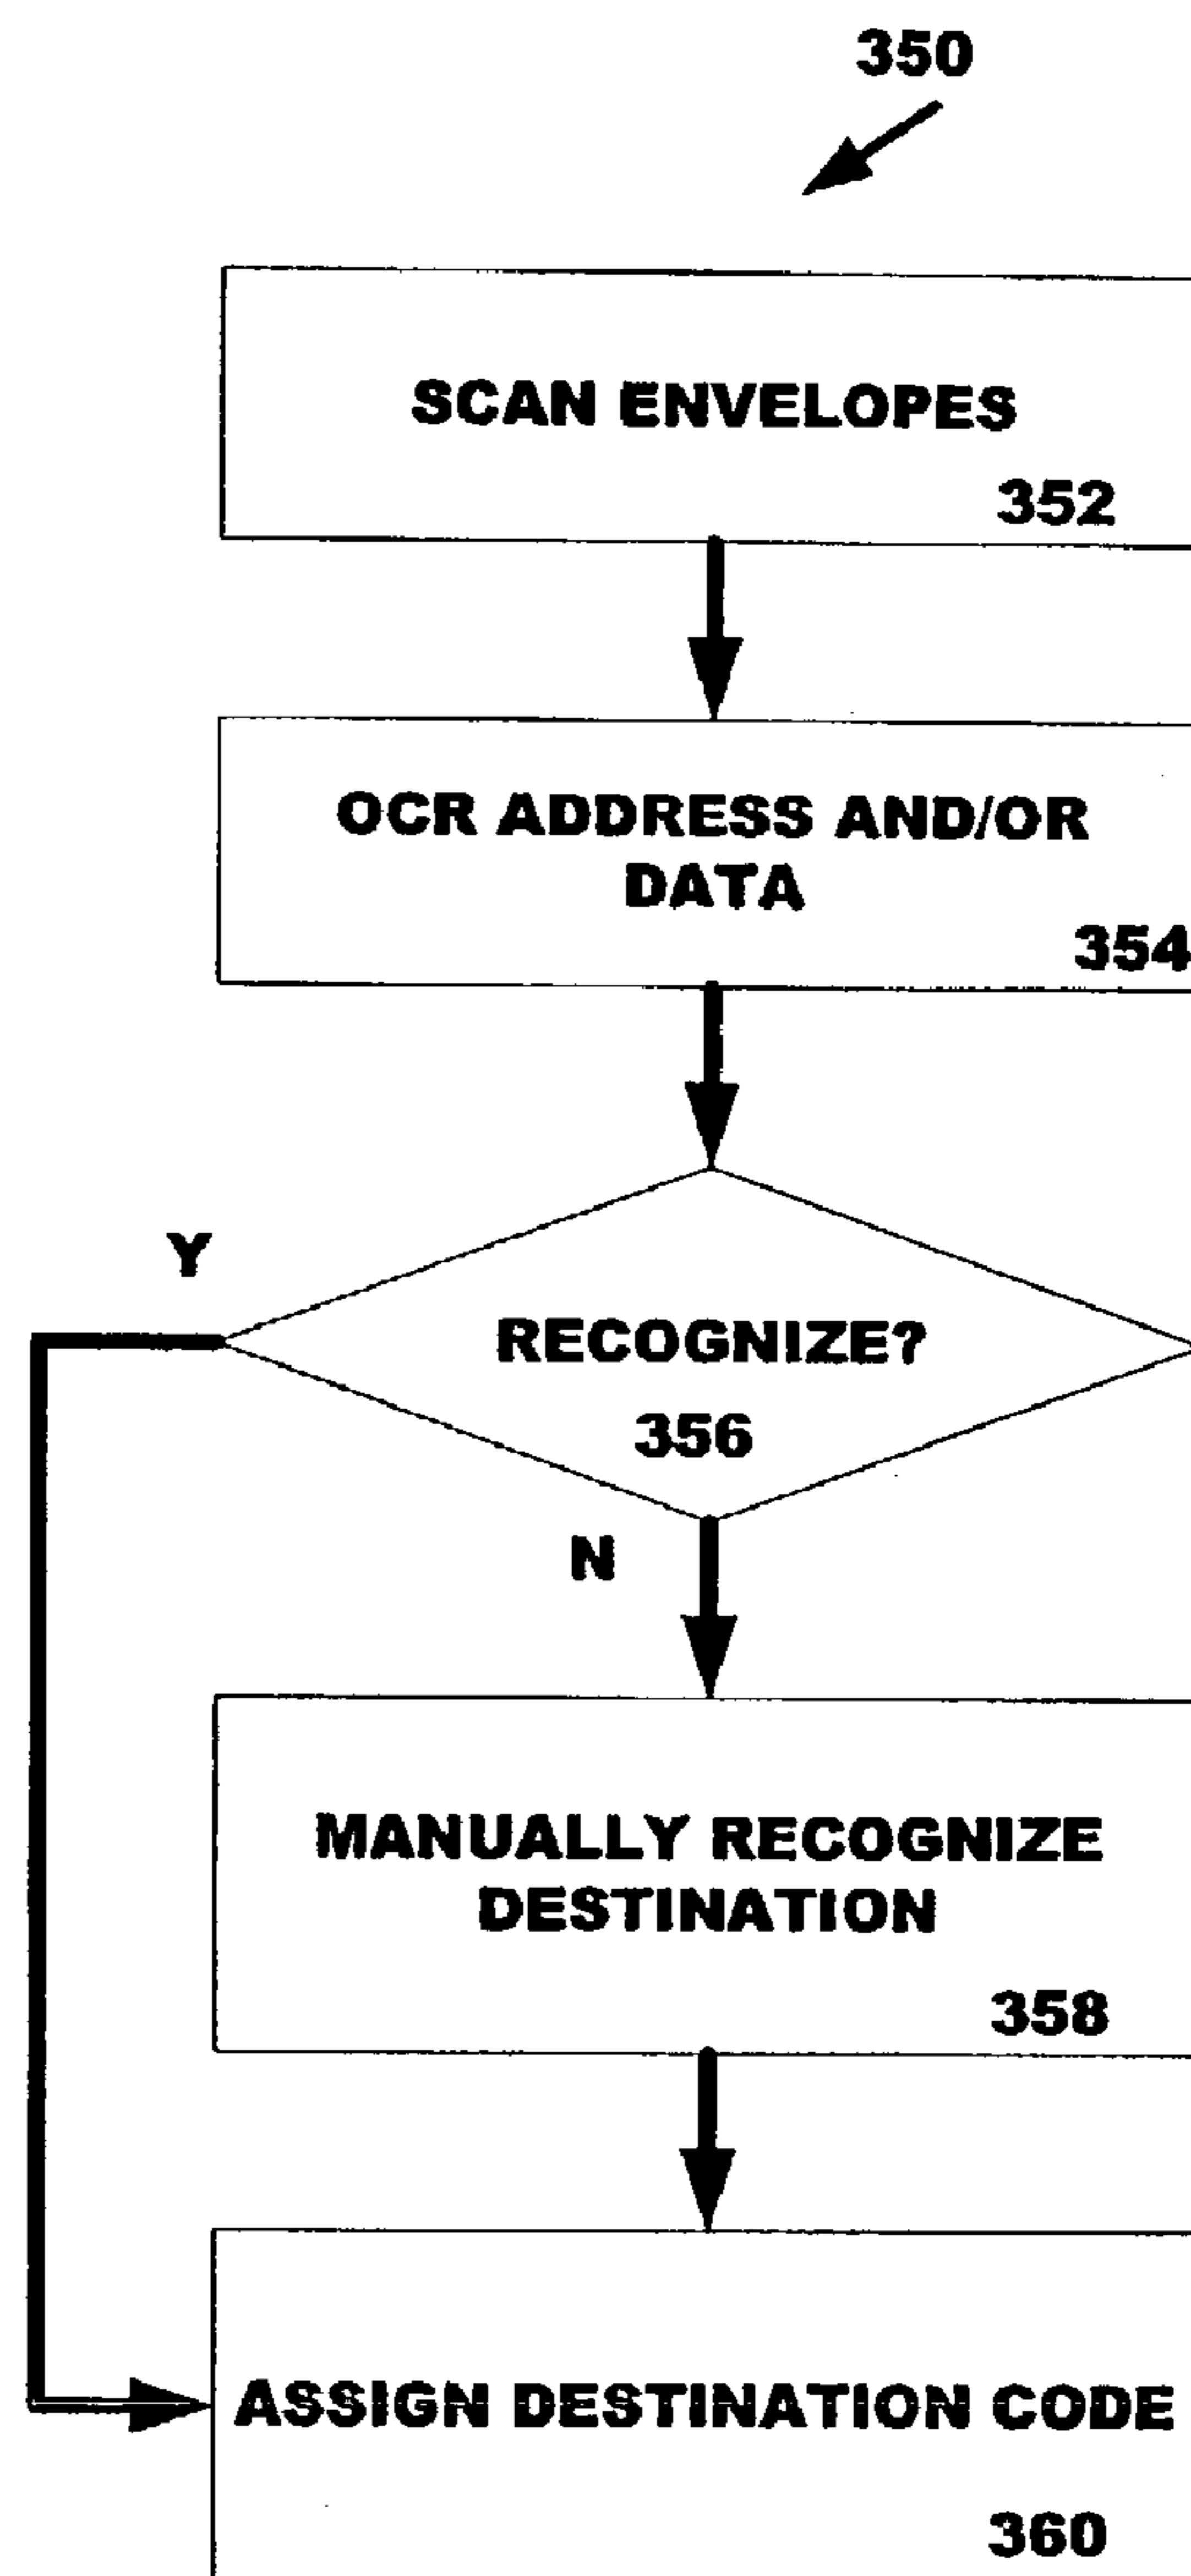 350
SCAN ENVELOPES
352
OCR ADDRESS AND/OR
DATA
354
Y
RECOGNIZE?
356
N
MANUALLY RECOGNIZE
DESTINATION
358
ASSIGN DESTINATION CODE
360